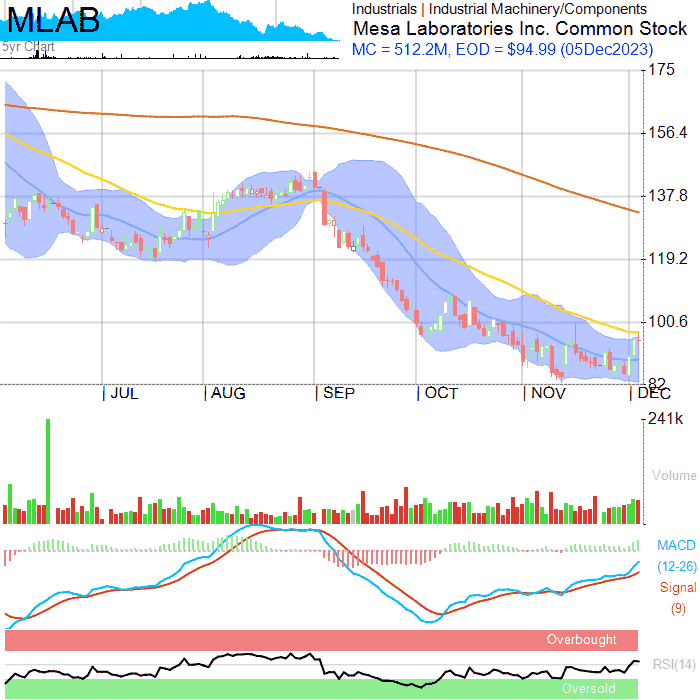 MLAB
Industrials | Industrial Machinery/Components
Mesa Laboratories Inc. Common Stock
5yr Chart
MC = 512.2M, EOD = $94.99 (05Dec2023)
175
156.4
137.8
119.2
100.6
82
JUL
AUG
SEP
OCT
NOV
DEC
241k
Volume
MACD
(12-26)
Signal
(9)
Overbought
RSI(14)
Oversold